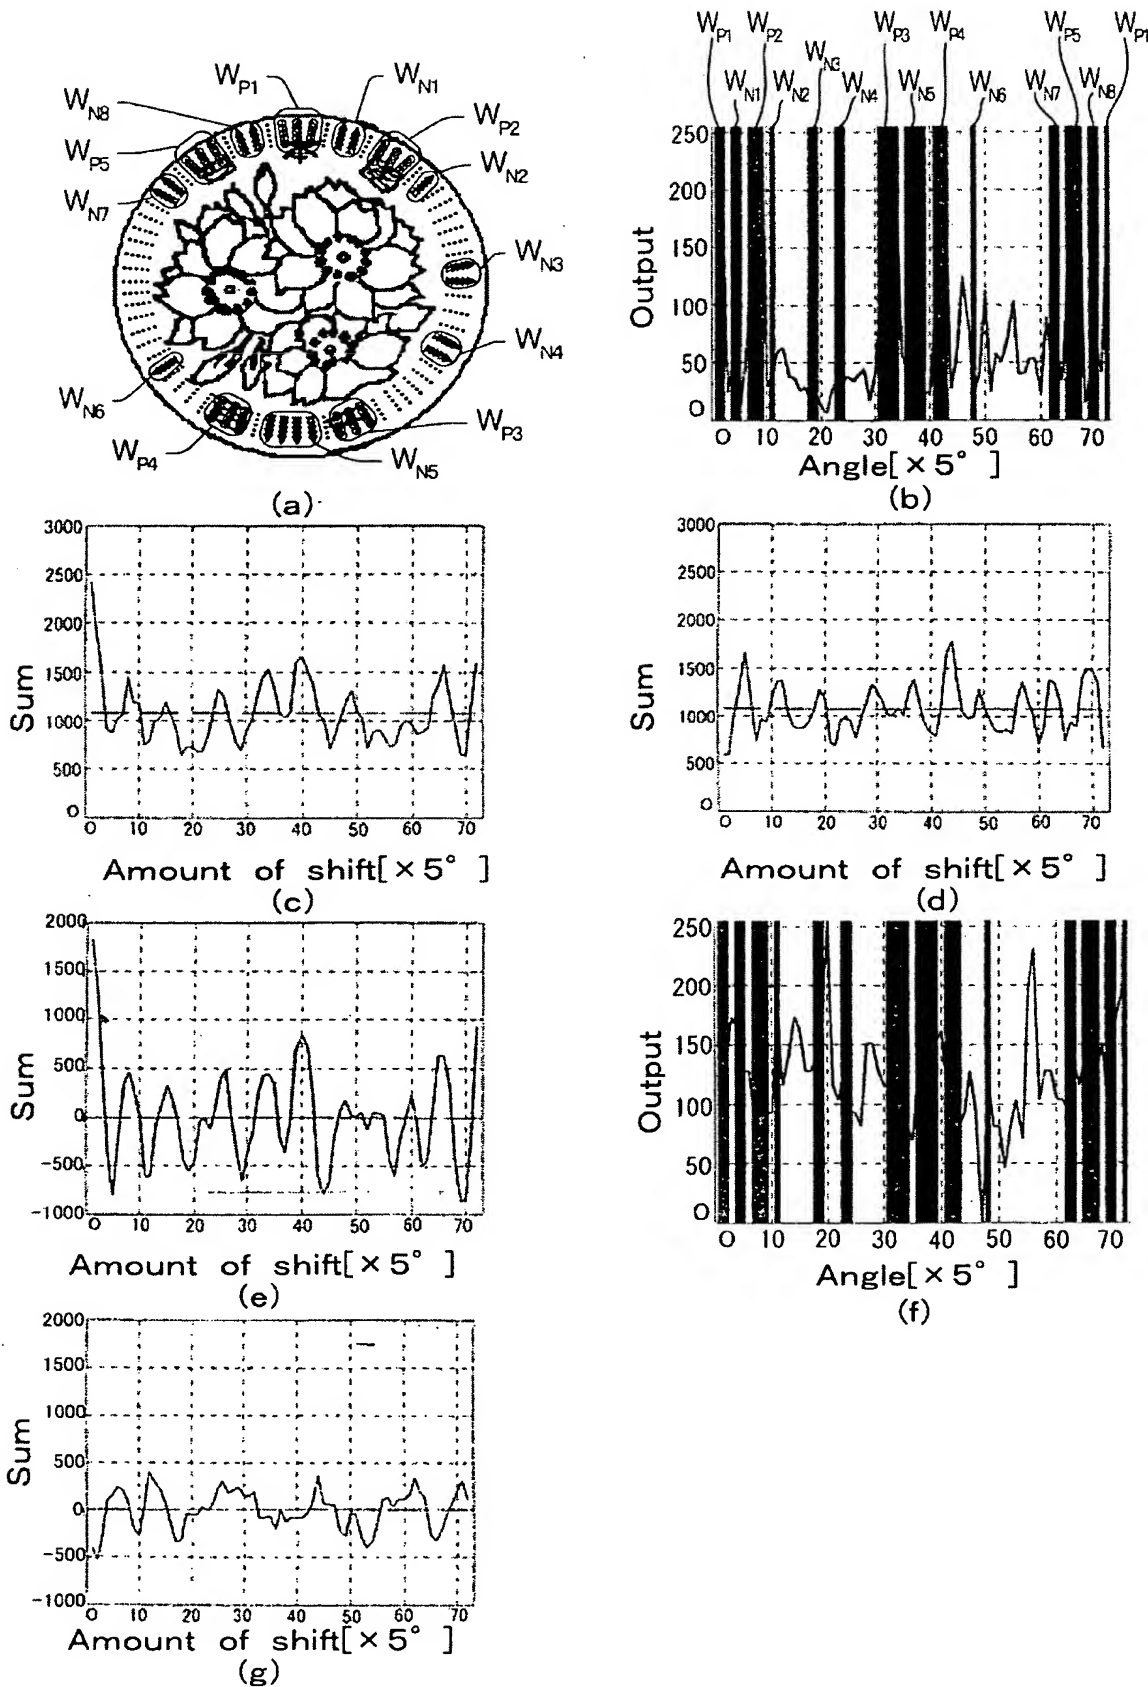 W_P1
W_N1
W_N8
W_P2
W_P5
W_N2
W_N7
W_N3
W_N4
W_N6
W_P3
W_P4
W_N5
(a)
W_P1 W_P2 W_P3 W_P4 W_P5 W_P1
W_N3
W_N1 W_N2 W_N4 W_N5 W_N6 W_N7 W_N8
250
200
150
100
50
0
Output
0 10 20 30 40 50 60 70
Angle[×5°]
(b)
3000
2500
2000
1500
1000
500
0
Sum
0 10 20 30 40 50 60 70
Amount of shift[×5°]
(c)
3000
2500
2000
1500
1000
500
0
Sum
0 10 20 30 40 50 60 70
Amount of shift[×5°]
(d)
2000
1500
1000
500
0
-500
-1000
Sum
0 10 20 30 40 50 60 70
Amount of shift[×5°]
(e)
250
200
150
100
50
0
Output
0 10 20 30 40 50 60 70
Angle[×5°]
(f)
2000
1500
1000
500
0
-500
-1000
Sum
0 10 20 30 40 50 60 70
Amount of shift[×5°]
(g)